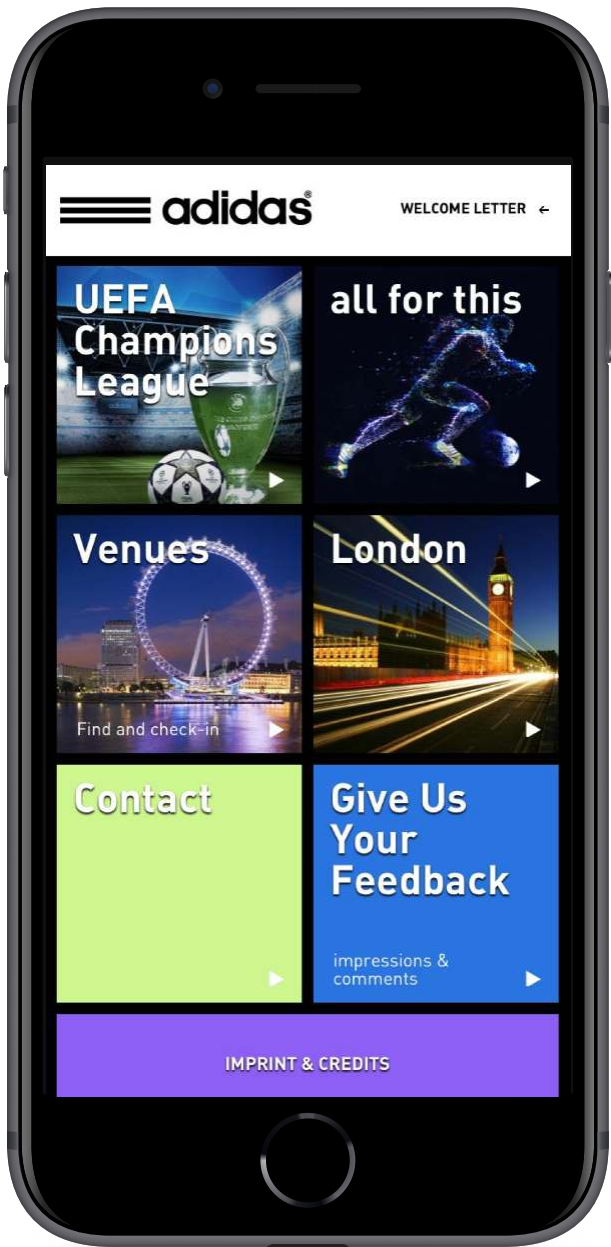 adidas®
WELCOME LETTER ←
UEFA
Champions
League
all for this
Venues
Find and check-in
London
Contact
Give Us
Your
Feedback
impressions &
comments
IMPRINT & CREDITS